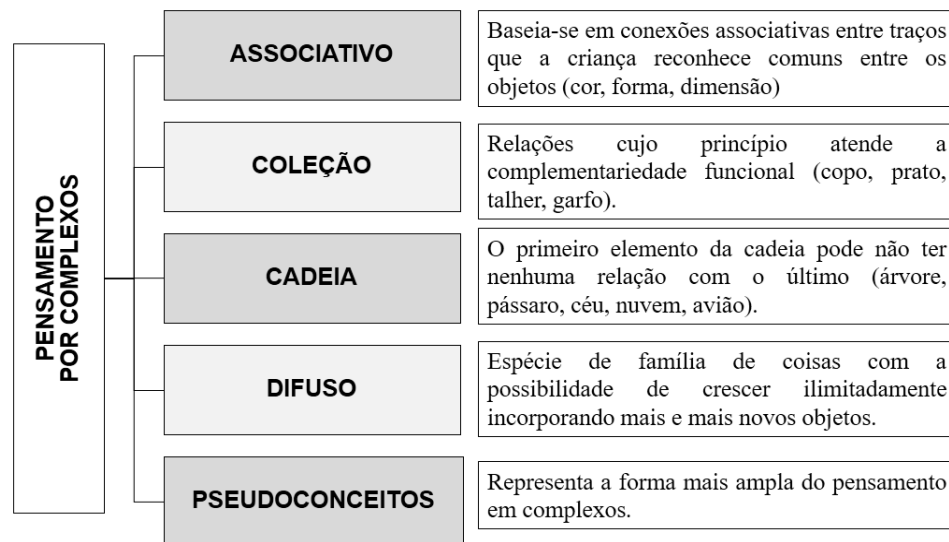 PENSAMENTO
POR COMPLEXOS
ASSOCIATIVO
Baseia-se em conexões associativas entre traços
que a criança reconhece comuns entre os
objetos (cor, forma, dimensão)
COLEÇÃO
Relações cujo princípio atende a
complementariedade funcional (copo, prato,
talher, garfo).
CADEIA
O primeiro elemento da cadeia pode não ter
nenhuma relação com o último (árvore,
pássaro, céu, nuvem, avião).
DIFUSO
Espécie de família de coisas com a
possibilidade de crescer ilimitadamente
incorporando mais e mais novos objetos.
PSEUDOCONCEITOS
Representa a forma mais ampla do pensamento
em complexos.